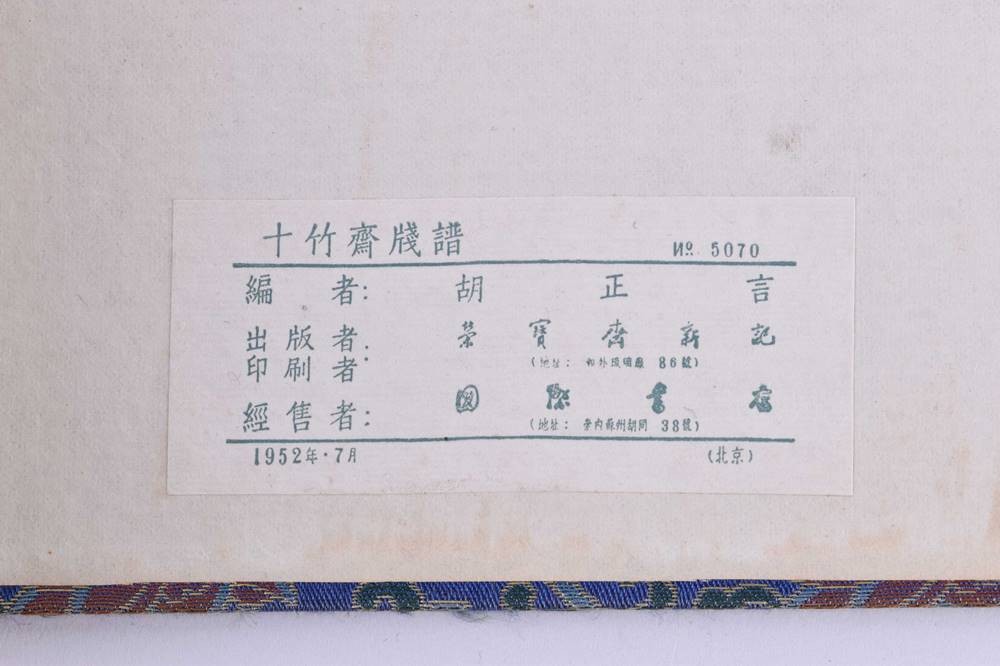 十竹齋牋譜 №. 5070
編者: 胡正言
出版者. 榮寶齋新記
印刷者: (地址: 和外琉璃廠 86號)
經售者: 國際書店
(地址: 崇內蘇州胡同 38號)
1952年·7月 (北京)